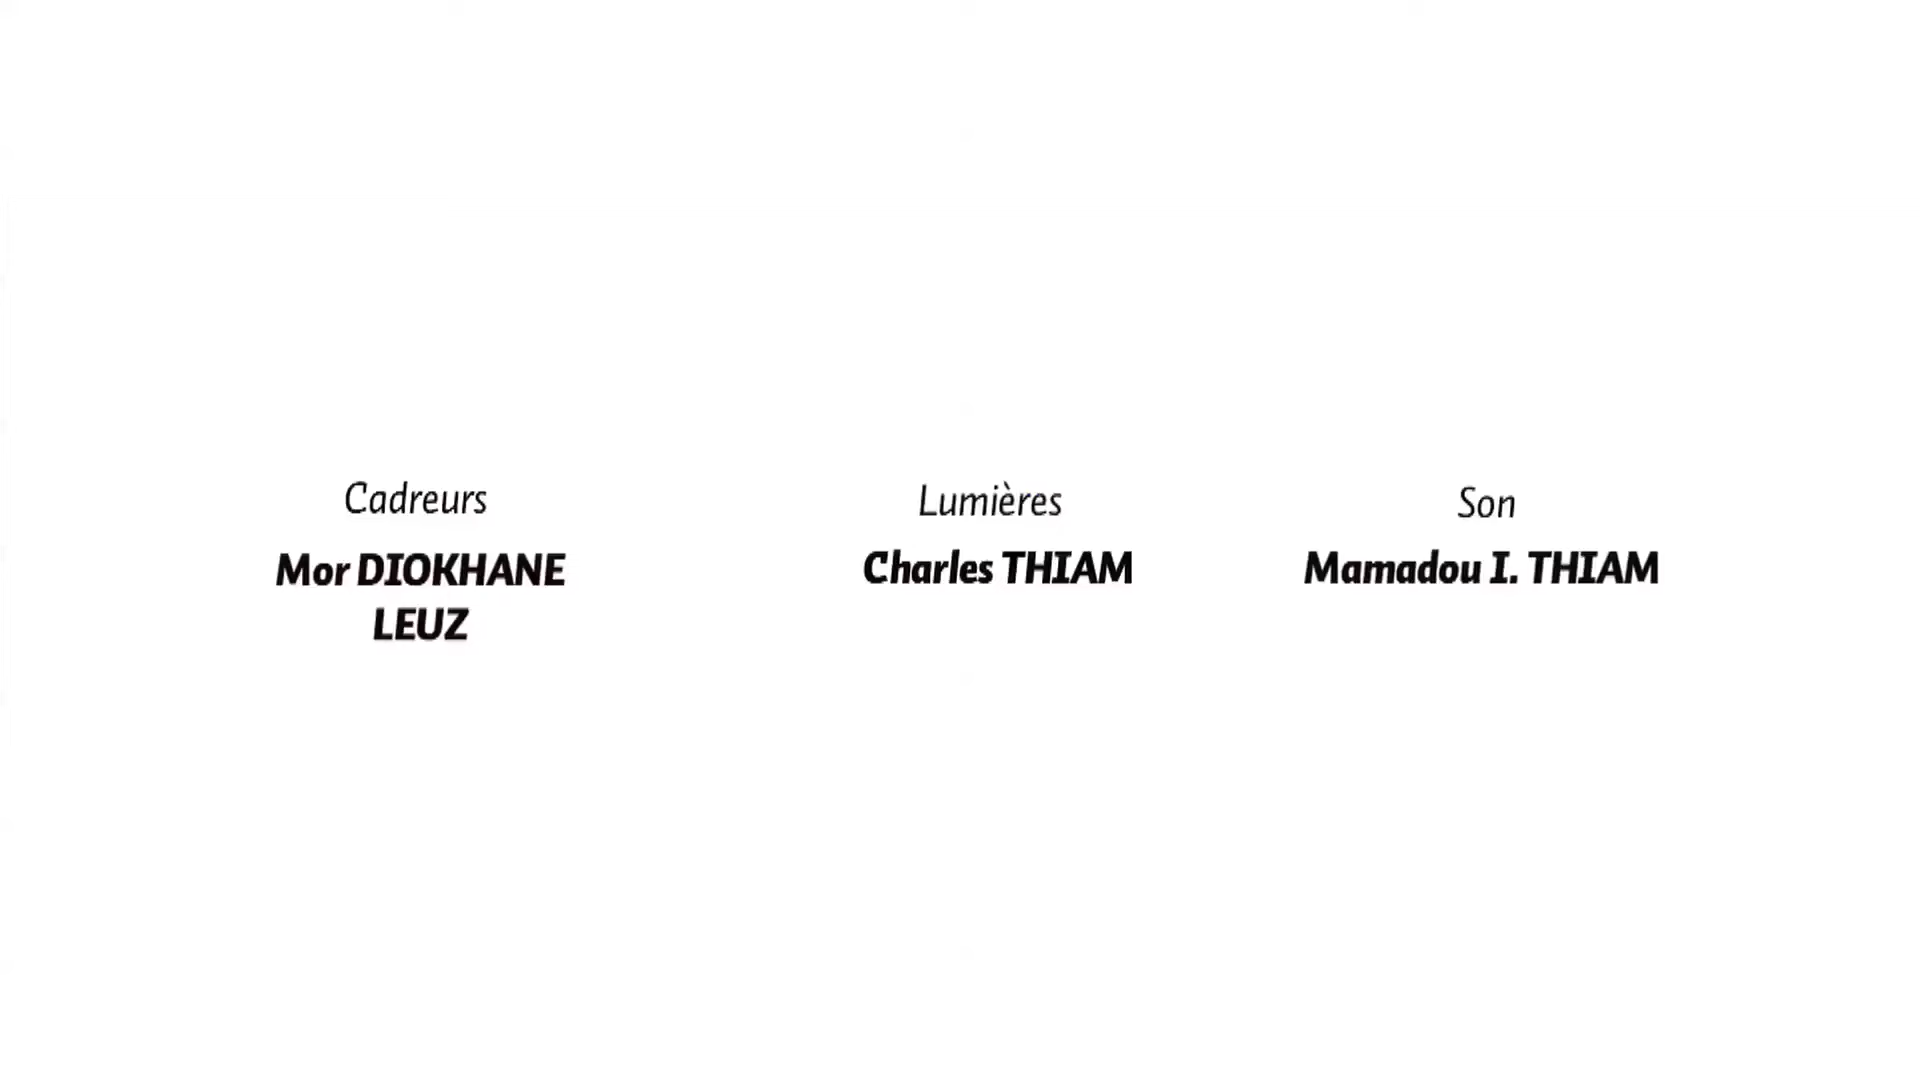 Cadreurs
Mor DIOKHANE
LEUZ
Lumières
Charles THIAM
Son
Mamadou I. THIAM